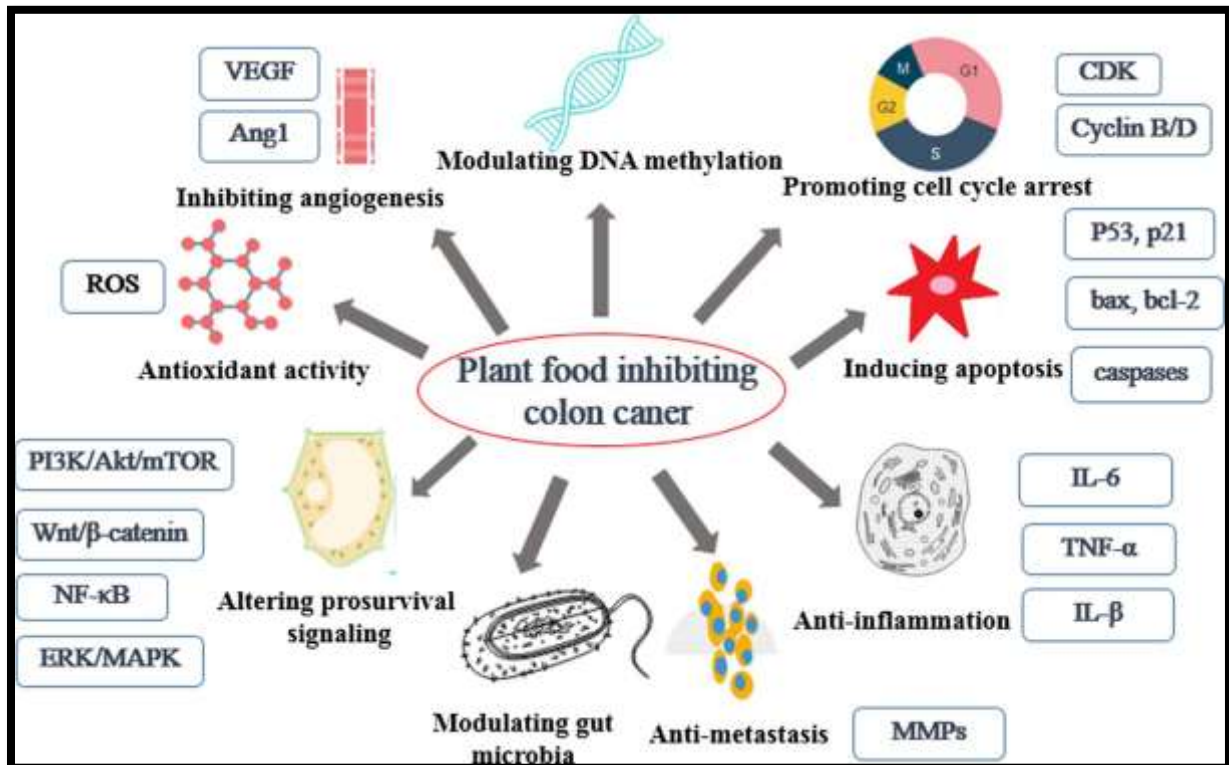 VEGF
Ang1
Inhibiting angiogenesis
Modulating DNA methylation
M
G1
G2
S
CDK
Cyclin B/D
Promoting cell cycle arrest
ROS
Antioxidant activity
P53, p21
bax, bcl-2
caspases
Inducing apoptosis
Plant food inhibiting
colon caner
PI3K/Akt/mTOR
Wnt/β-catenin
NF-κB
ERK/MAPK
Altering prosurvival
signaling
Modulating gut
microbia
Anti-metastasis
MMPs
Anti-inflammation
IL-6
TNF-α
IL-β